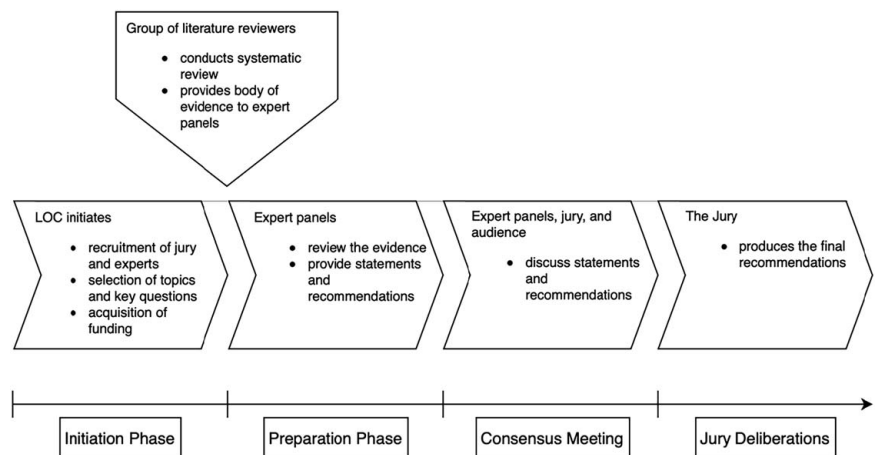 Group of literature reviewers
• conducts systematic
review
• provides body of
evidence to expert
panels
LOC initiates
• recruitment of jury
and experts
• selection of topics
and key questions
• acquisition of
funding
Expert panels
• review the evidence
• provide statements
and
recommendations
Expert panels, jury, and
audience
• discuss statements
and
recommendations
The Jury
• produces the final
recommendations
Initiation Phase
Preparation Phase
Consensus Meeting
Jury Deliberations